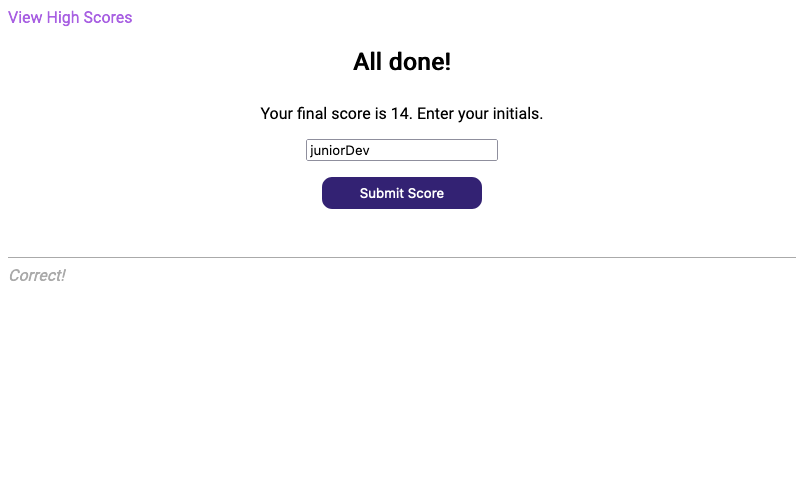 View High Scores
All done!
Your final score is 14. Enter your initials.
juniorDev
Submit Score
Correct!